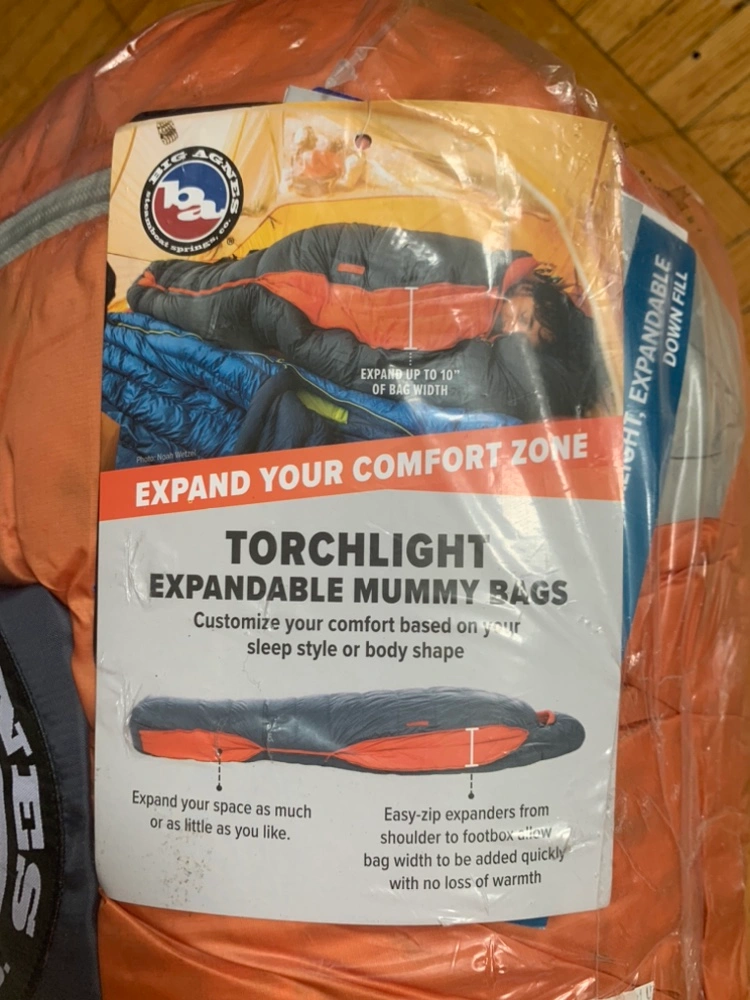 BIG AGNES
ba
steamboat springs, co.
®
EXPAND UP TO 10"
OF BAG WIDTH
Photo: Noah Wetzel
EXPAND YOUR COMFORT ZONE
TORCHLIGHT
EXPANDABLE MUMMY BAGS
Customize your comfort based on your
sleep style or body shape
Expand your space as much
or as little as you like.
Easy-zip expanders from
shoulder to footbox allow
bag width to be added quickly
with no loss of warmth
EXPANDABLE
DOWN FILL
NES